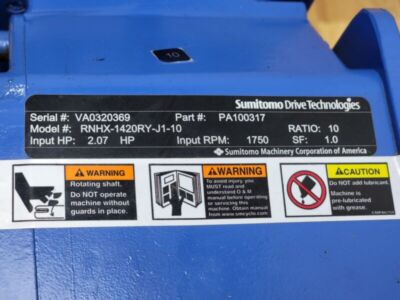 10
Sumitomo Drive Technologies
Serial #: VA0320369 Part #: PA100317
Model #: RNHX-1420RY-J1-10 RATIO: 10
Input HP: 2.07 HP Input RPM: 1750 SF: 1.0
Sumitomo Machinery Corporation of America
WARNING
Rotating shaft.
Do NOT operate
machine without
guards in place.
WARNING
To avoid injury, you
MUST read and
understand O & M
manual before operating
or servicing this
machine. Obtain manual
from www.smcyclo.com
CAUTION
Do NOT add lubricant.
Machine is
pre-lubricated
with grease.